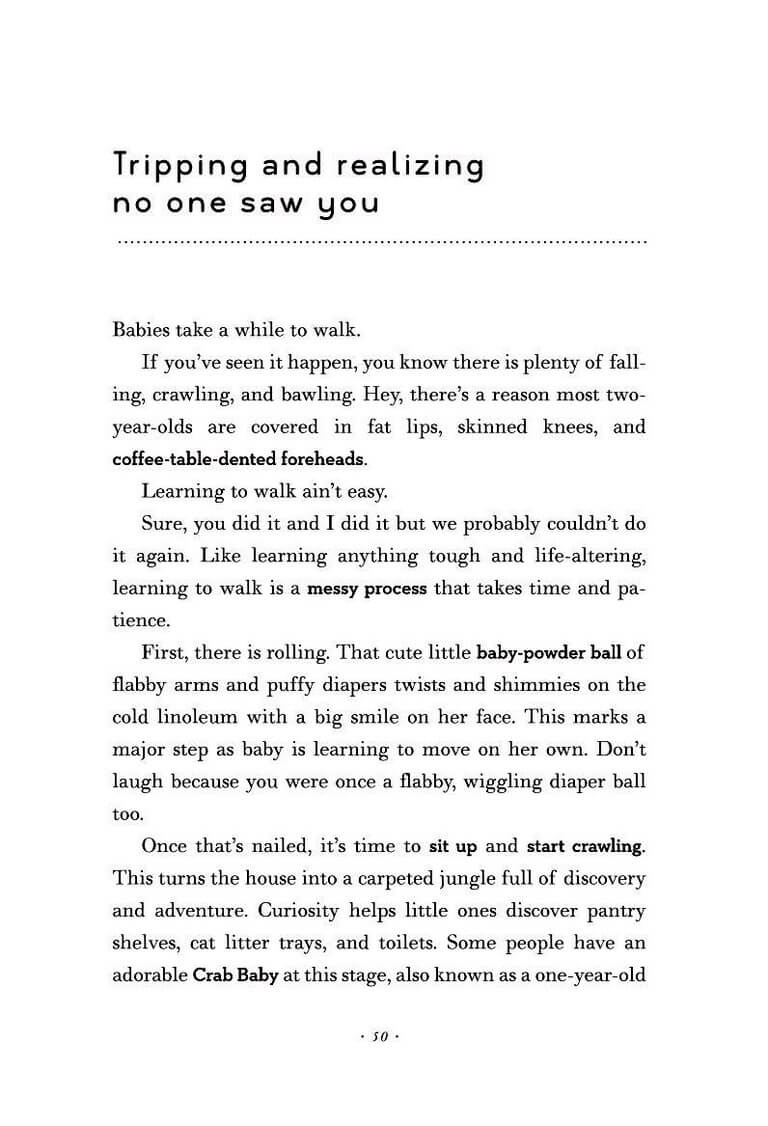 Tripping and realizing
no one saw you
Babies take a while to walk.
If you've seen it happen, you know there is plenty of fall-
ing, crawling, and bawling. Hey, there's a reason most two-
year-olds are covered in fat lips, skinned knees, and
coffee-table-dented foreheads.
Learning to walk ain't easy.
Sure, you did it and I did it but we probably couldn't do
it again. Like learning anything tough and life-altering,
learning to walk is a messy process that takes time and pa-
tience.
First, there is rolling. That cute little baby-powder ball of
flabby arms and puffy diapers twists and shimmies on the
cold linoleum with a big smile on her face. This marks a
major step as baby is learning to move on her own. Don't
laugh because you were once a flabby, wiggling diaper ball
too.
Once that's nailed, it's time to sit up and start crawling.
This turns the house into a carpeted jungle full of discovery
and adventure. Curiosity helps little ones discover pantry
shelves, cat litter trays, and toilets. Some people have an
adorable Crab Baby at this stage, also known as a one-year-old
· 50 ·